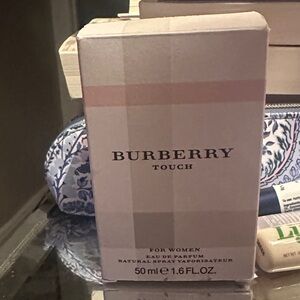 BURBERRY
TOUCH
FOR WOMEN
EAU DE PARFUM
NATURAL SPRAY VAPORISATEUR
50 ml e 1.6 FL.OZ.